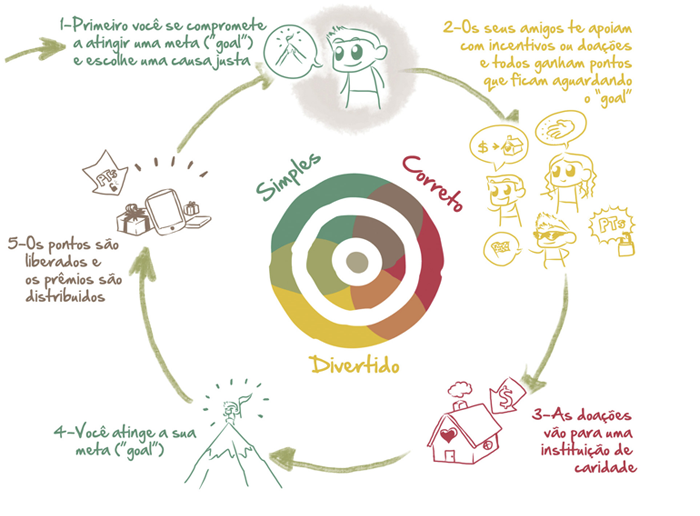 1-Primeiro você se compromete
a atingir uma meta ("goal")
e escolhe uma causa justa
2-Os seus amigos te apoiam
com incentivos ou doações
e todos ganham pontos
que ficam aguardando
o "goal"
$
PTs
Simples
Correto
Divertido
PTs
5-Os pontos são
liberados e
os prêmios são
distribuidos
$
3-As doações
vão para uma
instituição de
caridade
4-Você atinge a sua
meta ("goal")